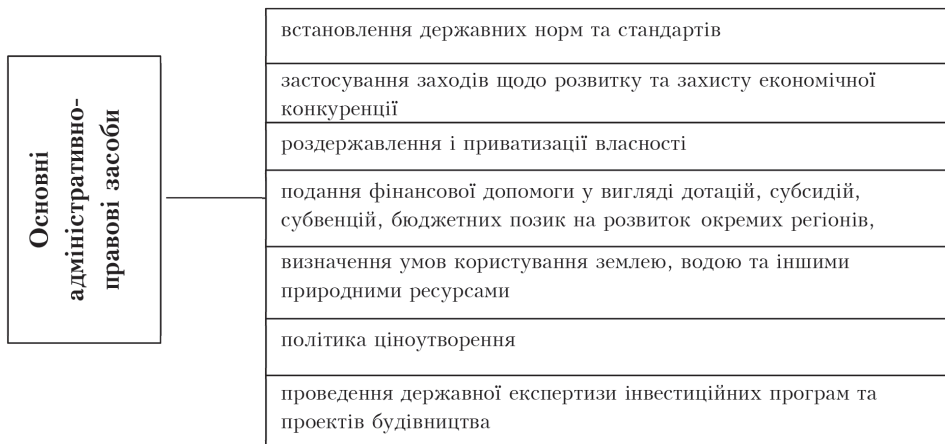 Основні
адміністративно-
правові засоби
встановлення державних норм та стандартів
застосування заходів щодо розвитку та захисту економічної
конкуренції
роздержавлення і приватизації власності
подання фінансової допомоги у вигляді дотацій, субсидій,
субвенцій, бюджетних позик на розвиток окремих регіонів,
визначення умов користування землею, водою та іншими
природними ресурсами
політика ціноутворення
проведення державної експертизи інвестиційних програм та
проектів будівництва